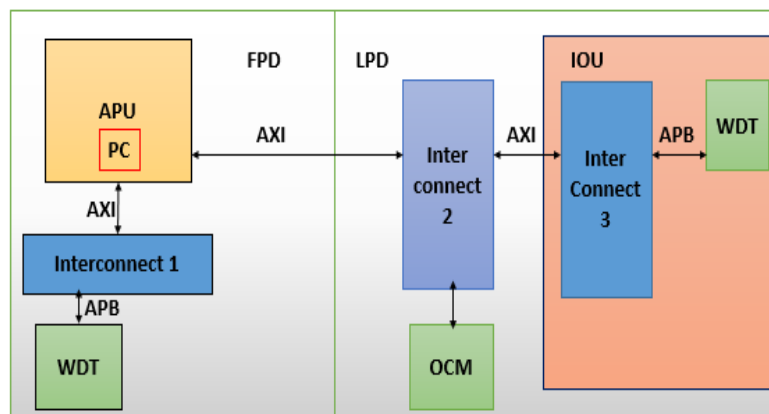 FPD
LPD
IOU
APU
PC
AXI
AXI
AXI
APB
WDT
Inter
connect
2
Inter
Connect
3
AXI
Interconnect 1
APB
WDT
OCM